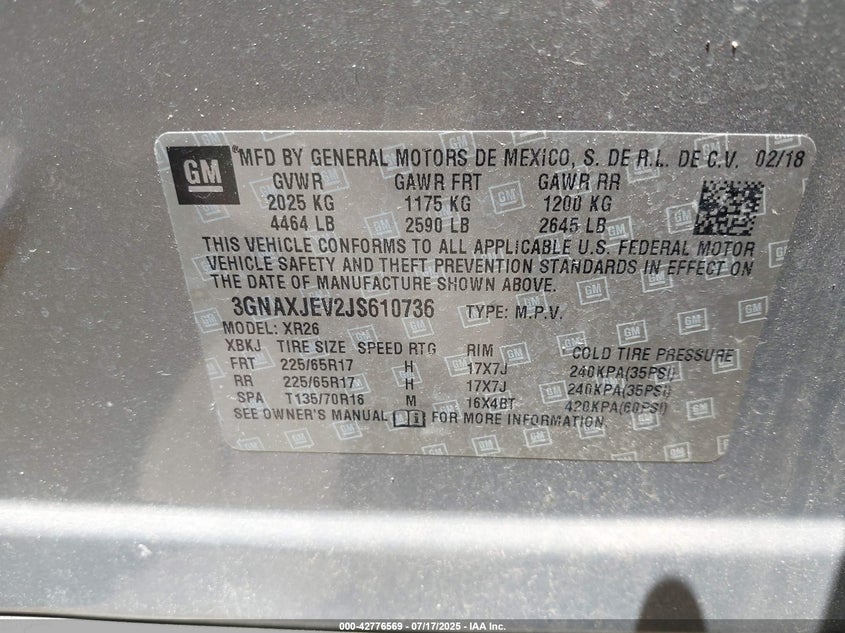 GM ®MFD BY GENERAL MOTORS DE MEXICO, S. DE R.L. DE C.V. 02/18
GVWR GAWR FRT GAWR RR
2025 KG 1175 KG 1200 KG
4464 LB 2590 LB 2645 LB
THIS VEHICLE CONFORMS TO ALL APPLICABLE U.S. FEDERAL MOTOR
VEHICLE SAFETY AND THEFT PREVENTION STANDARDS IN EFFECT ON
THE DATE OF MANUFACTURE SHOWN ABOVE.
3GNAXJEV2JS610736 TYPE: M.P.V.
MODEL: XR26
XBKJ TIRE SIZE SPEED RTG RIM COLD TIRE PRESSURE
FRT 225/65R17 H 17X7J 240KPA(35PSI)
RR 225/65R17 H 17X7J 240KPA(35PSI)
SPA T135/70R16 M 16X4BT 420KPA(60PSI)
SEE OWNER'S MANUAL FOR MORE INFORMATION
000-42776569 - 07/17/2025 - IAA Inc.